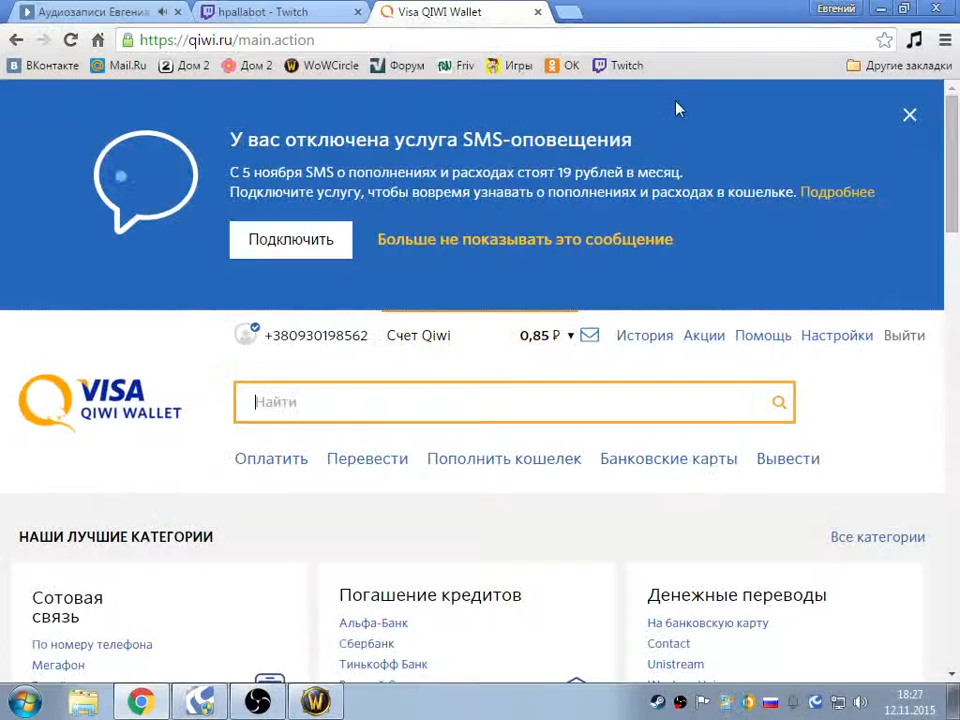 Аудиозаписи Евгени
hpallabot - Twitch
Visa QIWI Wallet
Евгений
https://qiwi.ru/main.action
ВКонтакте
Mail.Ru
Дом 2
Дом 2
WoWCircle
Форум
Friv
Игры
OK
Twitch
Другие закладки
У вас отключена услуга SMS-оповещения
С 5 ноября SMS о пополнениях и расходах стоят 19 рублей в месяц.
Подключите услугу, чтобы вовремя узнавать о пополнениях и расходах в кошельке. Подробнее
Подключить
Больше не показывать это сообщение
+380930198562
Счет Qiwi
0,85 ₽
История
Акции
Помощь
Настройки
Выйти
VISA
QIWI WALLET
Найти
Оплатить
Перевести
Пополнить кошелек
Банковские карты
Вывести
НАШИ ЛУЧШИЕ КАТЕГОРИИ
Все категории
Сотовая
связь
По номеру телефона
Мегафон
Погашение кредитов
Альфа-Банк
Сбербанк
Тинькофф Банк
Денежные переводы
На банковскую карту
Contact
Unistream
18:27
12.11.2015